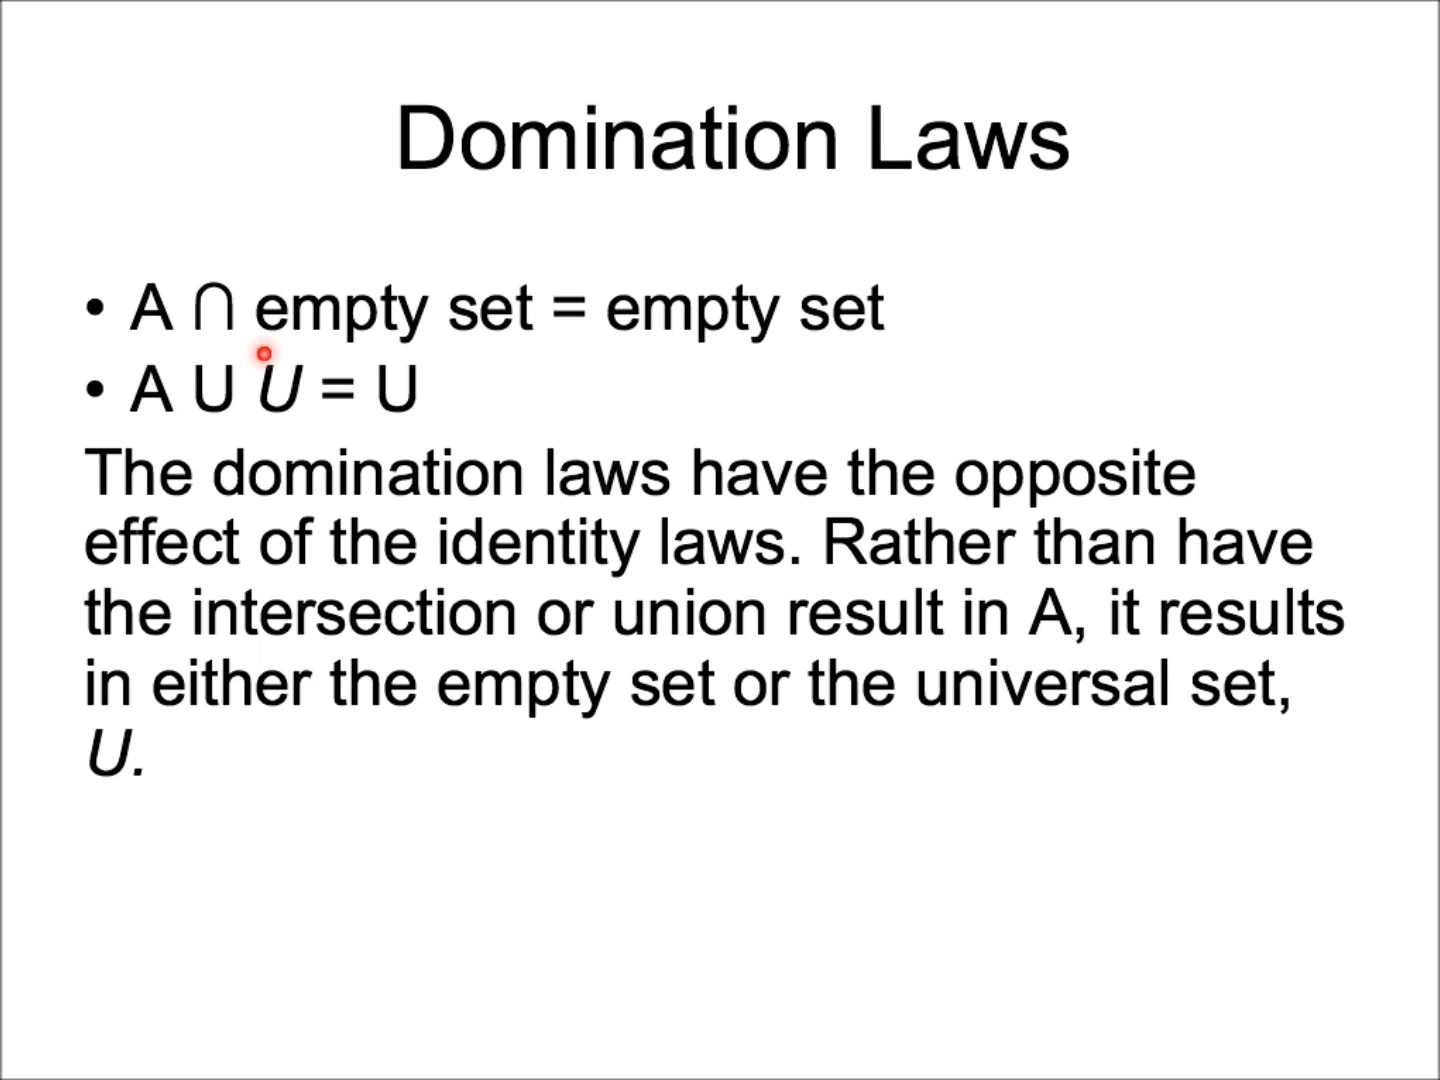 Domination Laws
• A ∩ empty set = empty set
• A U U = U
The domination laws have the opposite
effect of the identity laws. Rather than have
the intersection or union result in A, it results
in either the empty set or the universal set,
U.